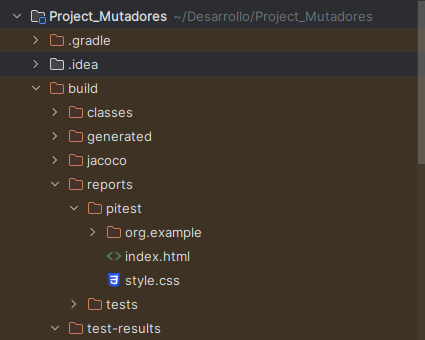 Project_Mutadores ~/Desarrollo/Project_Mutadores
.gradle
.idea
build
classes
generated
jacoco
reports
pitest
org.example
index.html
style.css
tests
test-results